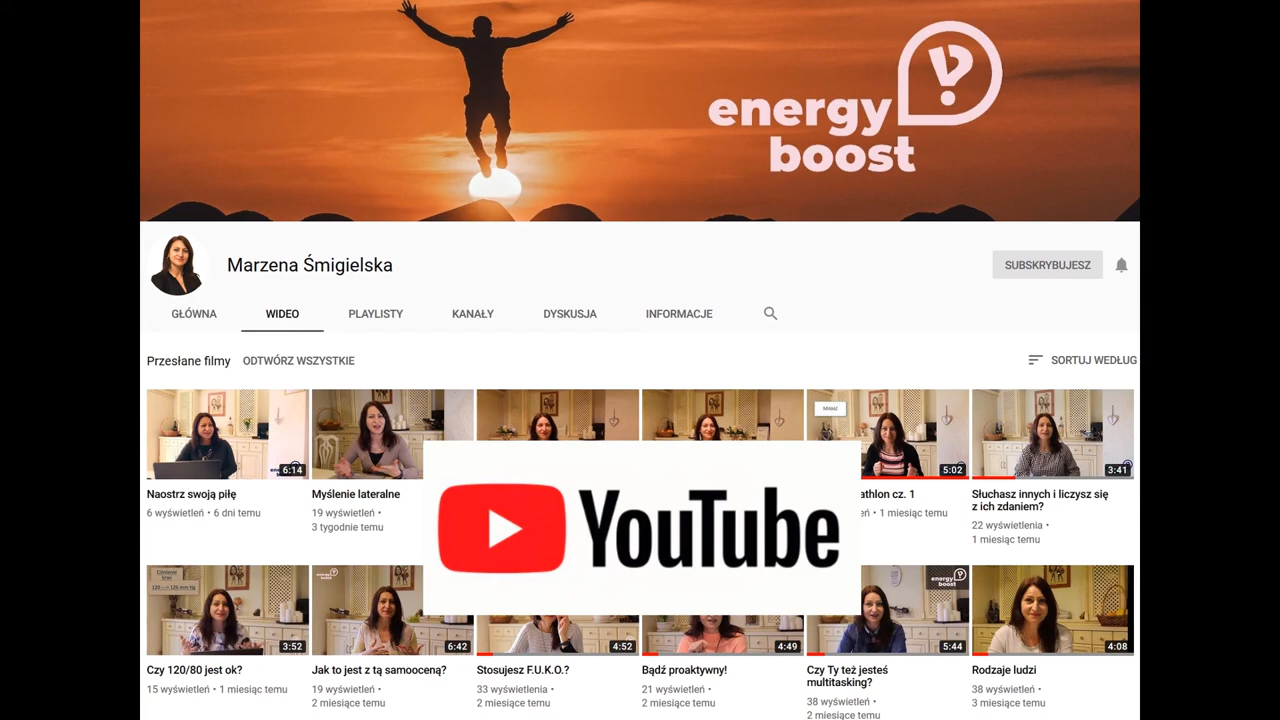 energy
boost
Marzena Śmigielska
SUBSKRYBUJESZ
GŁÓWNA WIDEO PLAYLISTY KANAŁY DYSKUSJA INFORMACJE
Przesłane filmy ODTWÓRZ WSZYSTKIE SORTUJ WEDŁUG
MIŁOŚĆ
6:14
5:02
3:41
Naostrz swoją piłę
6 wyświetleń • 6 dni temu
Myślenie lateralne
19 wyświetleń •
3 tygodnie temu
athlon cz. 1
1 miesiąc temu
Słuchasz innych i liczysz się
z ich zdaniem?
22 wyświetlenia •
1 miesiąc temu
YouTube
Ciśnienie
krwi
energy
boost
3:52
6:42
4:52
4:49
5:44
4:08
Czy 120/80 jest ok?
15 wyświetleń • 1 miesiąc temu
Jak to jest z tą samooceną?
19 wyświetleń •
2 miesiące temu
Stosujesz F.U.K.O.?
33 wyświetlenia •
2 miesiące temu
Bądź proaktywny!
21 wyświetleń •
2 miesiące temu
Czy Ty też jesteś
multitasking?
38 wyświetleń •
2 miesiące temu
Rodzaje ludzi
38 wyświetleń •
3 miesiące temu